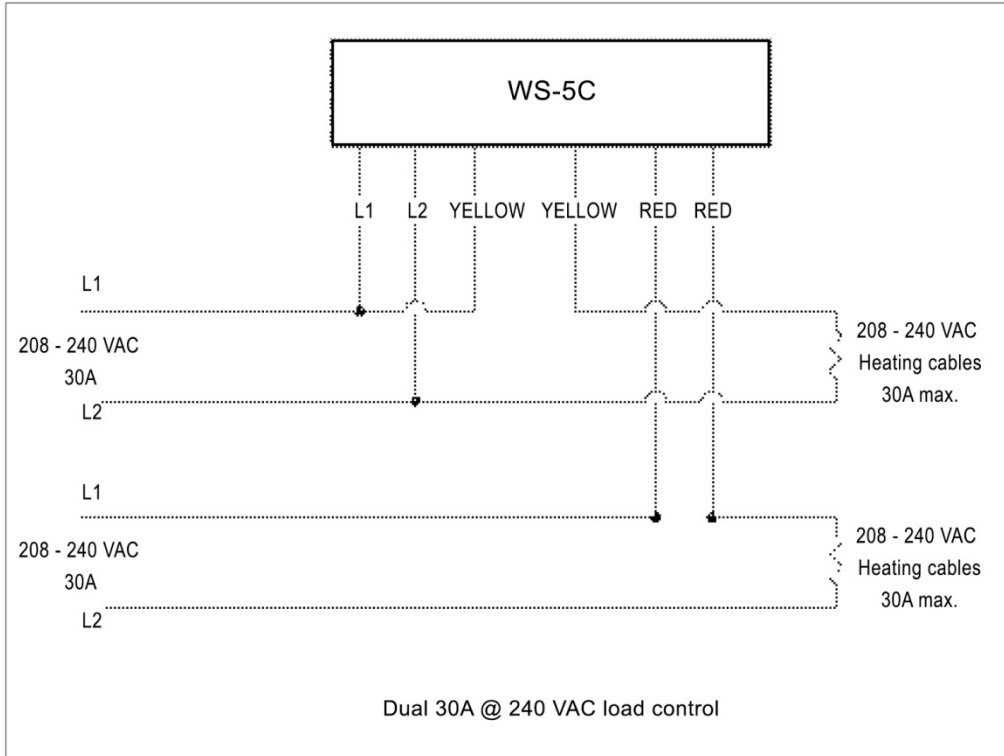 WS-5C
L1 L2 YELLOW YELLOW RED RED
L1
208 - 240 VAC
30A
L2
208 - 240 VAC
Heating cables
30A max.
L1
208 - 240 VAC
30A
L2
208 - 240 VAC
Heating cables
30A max.
Dual 30A @ 240 VAC load control